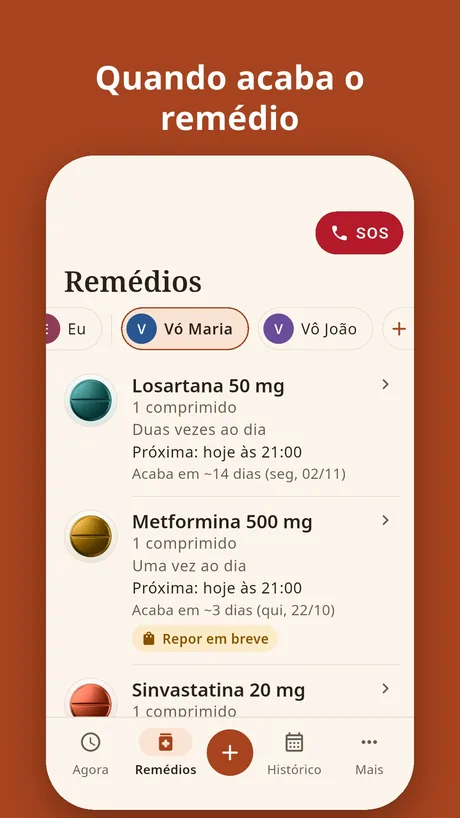 Quando acaba o
remédio
SOS
Remédios
E Eu
V Vó Maria
V Vô João
+
Losartana 50 mg
1 comprimido
Duas vezes ao dia
Próxima: hoje às 21:00
Acaba em ~14 dias (seg, 02/11)
Metformina 500 mg
1 comprimido
Uma vez ao dia
Próxima: hoje às 21:00
Acaba em ~3 dias (qui, 22/10)
Repor em breve
Sinvastatina 20 mg
1 comprimido
Agora
Remédios
+
Histórico
Mais